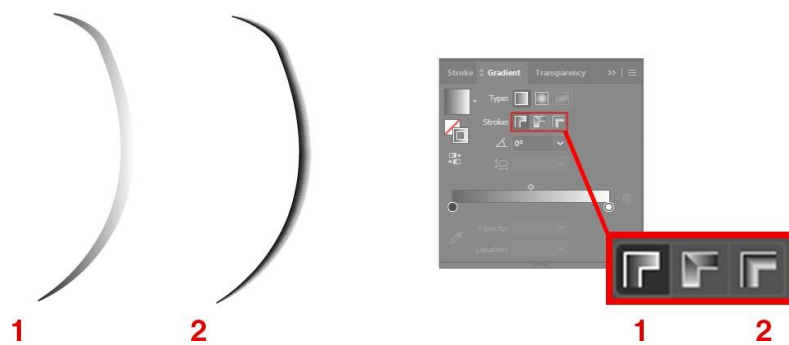 Stroke Gradient Transparency
Type:
Stroke:
0°
Opacity:
Location:
1 2 1 2